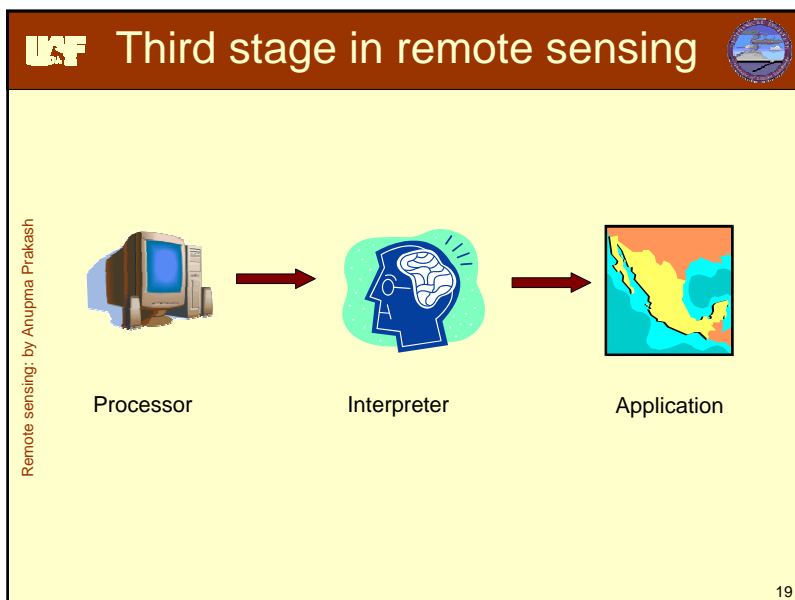 UAF
Third stage in remote sensing
Remote sensing: by Anupma Prakash
Processor
Interpreter
Application
19